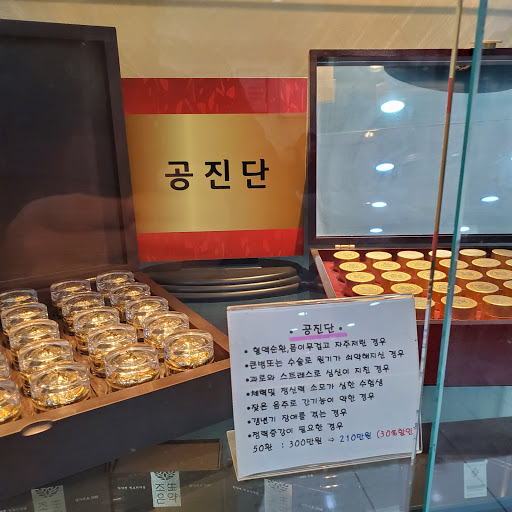 공진단
• 공진단 •
• 혈액순환, 몸이무겁고 자주저린 경우
• 큰병또는 수술로 원기가 쇠약해지신 경우
• 과로와 스트레스로 심신이 지친 경우
• 체력및 정신력 소모가 심한 수험생
• 잦은 음주로 간기능이 약한 경우
• 갱년기 장애를 겪는 경우
• 정력증강이 필요한 경우
50환 : 300만원 ⇒ 210만원 (30%할인)